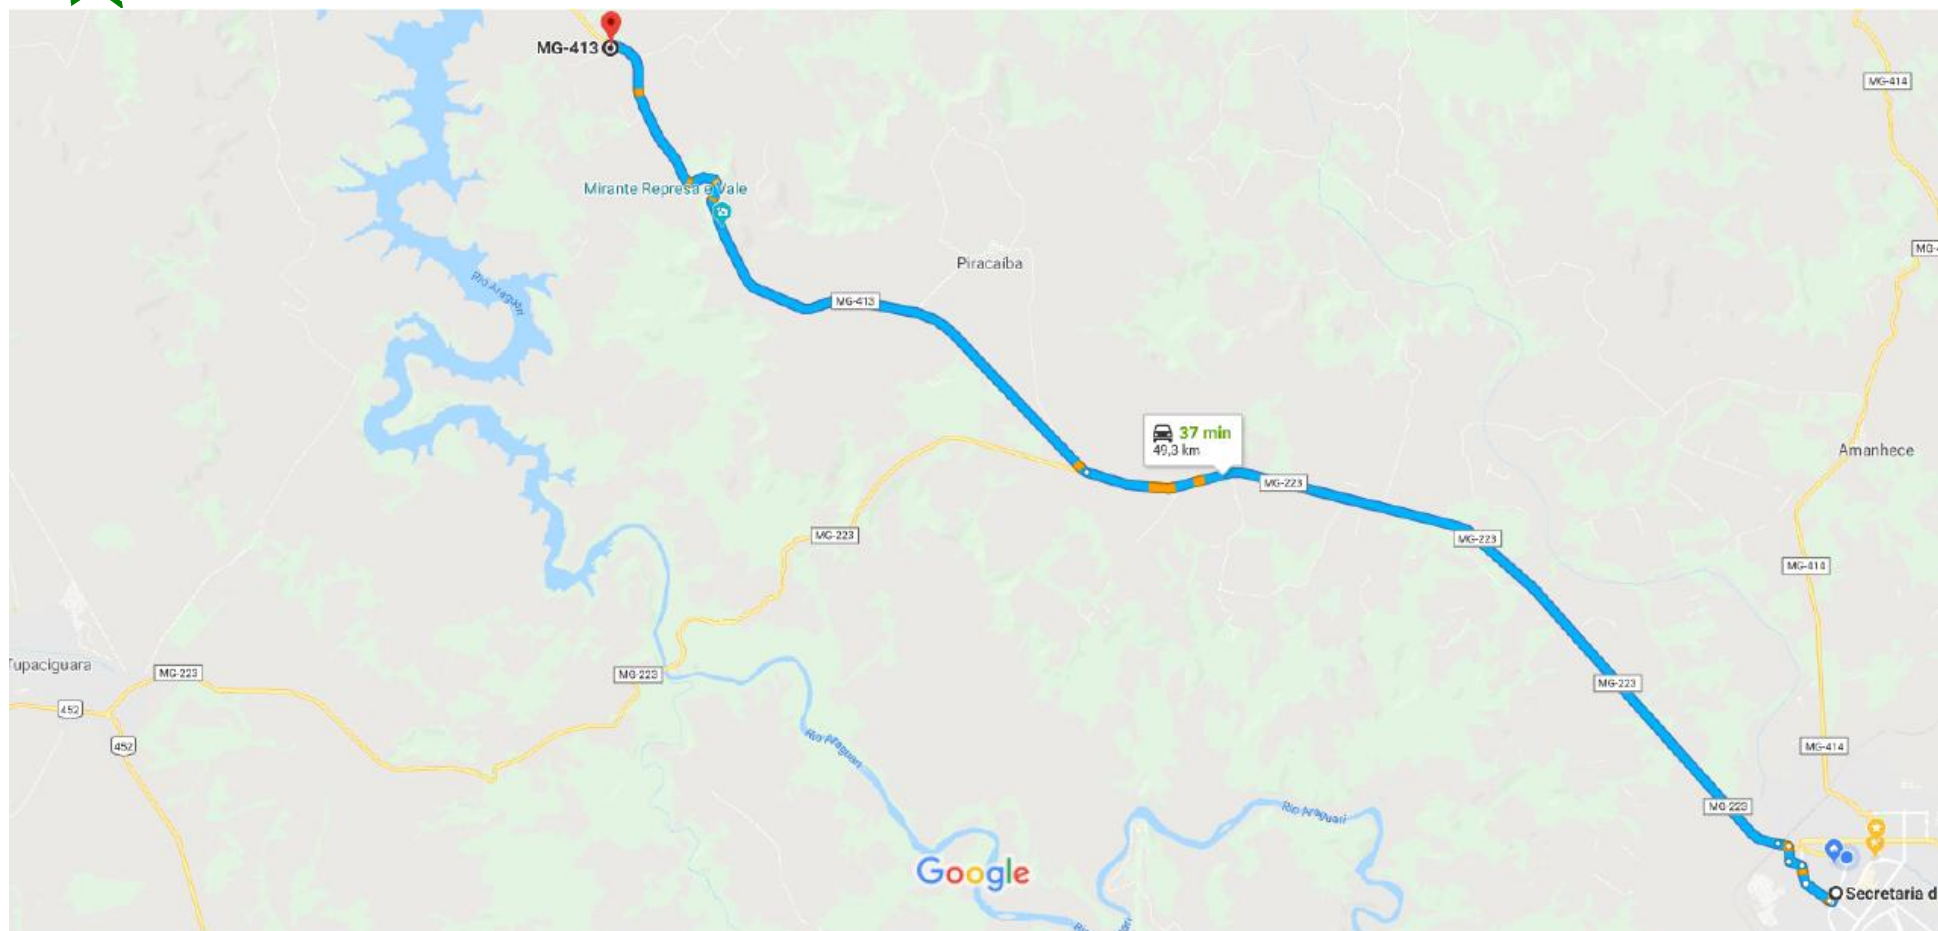 MG-413
MG-414
Mirante Represa e Vale
MG-
Piracaíba
Rio Araguari
MG-413
37 min
49,3 km
Amanhece
MG-223
MG-223
MG-223
MG-414
Tupaciguara
MG-223
MG-223
MG-223
452
452
Rio Araguari
MG-414
MG-223
Rio Araguari
Google
Secretaria d